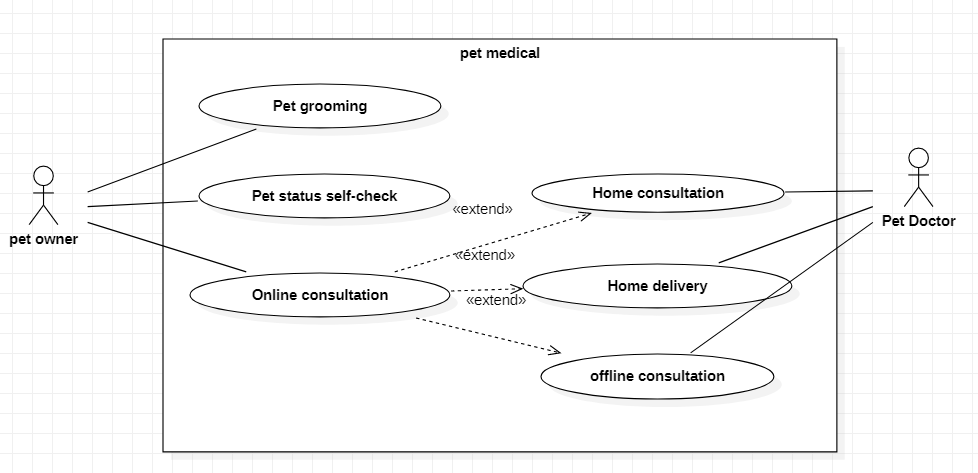 pet medical
Pet grooming
Pet status self-check
Home consultation
«extend»
pet owner
Pet Doctor
«extend»
Online consultation
Home delivery
«extend»
offline consultation